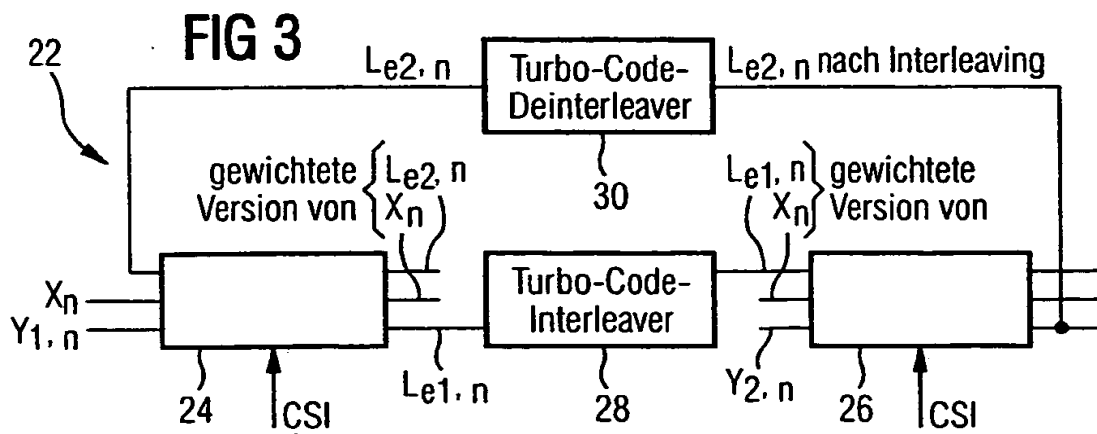 FIG 3
22
Le2, n
Turbo-Code-
Deinterleaver
Le2, n nach Interleaving
30
gewichtete
Version von
Le2, n
Xn
Le1, n
Xn
gewichtete
Version von
Xn
Y1, n
Turbo-Code-
Interleaver
24
CSI
Le1, n
28
Y2, n
26
CSI